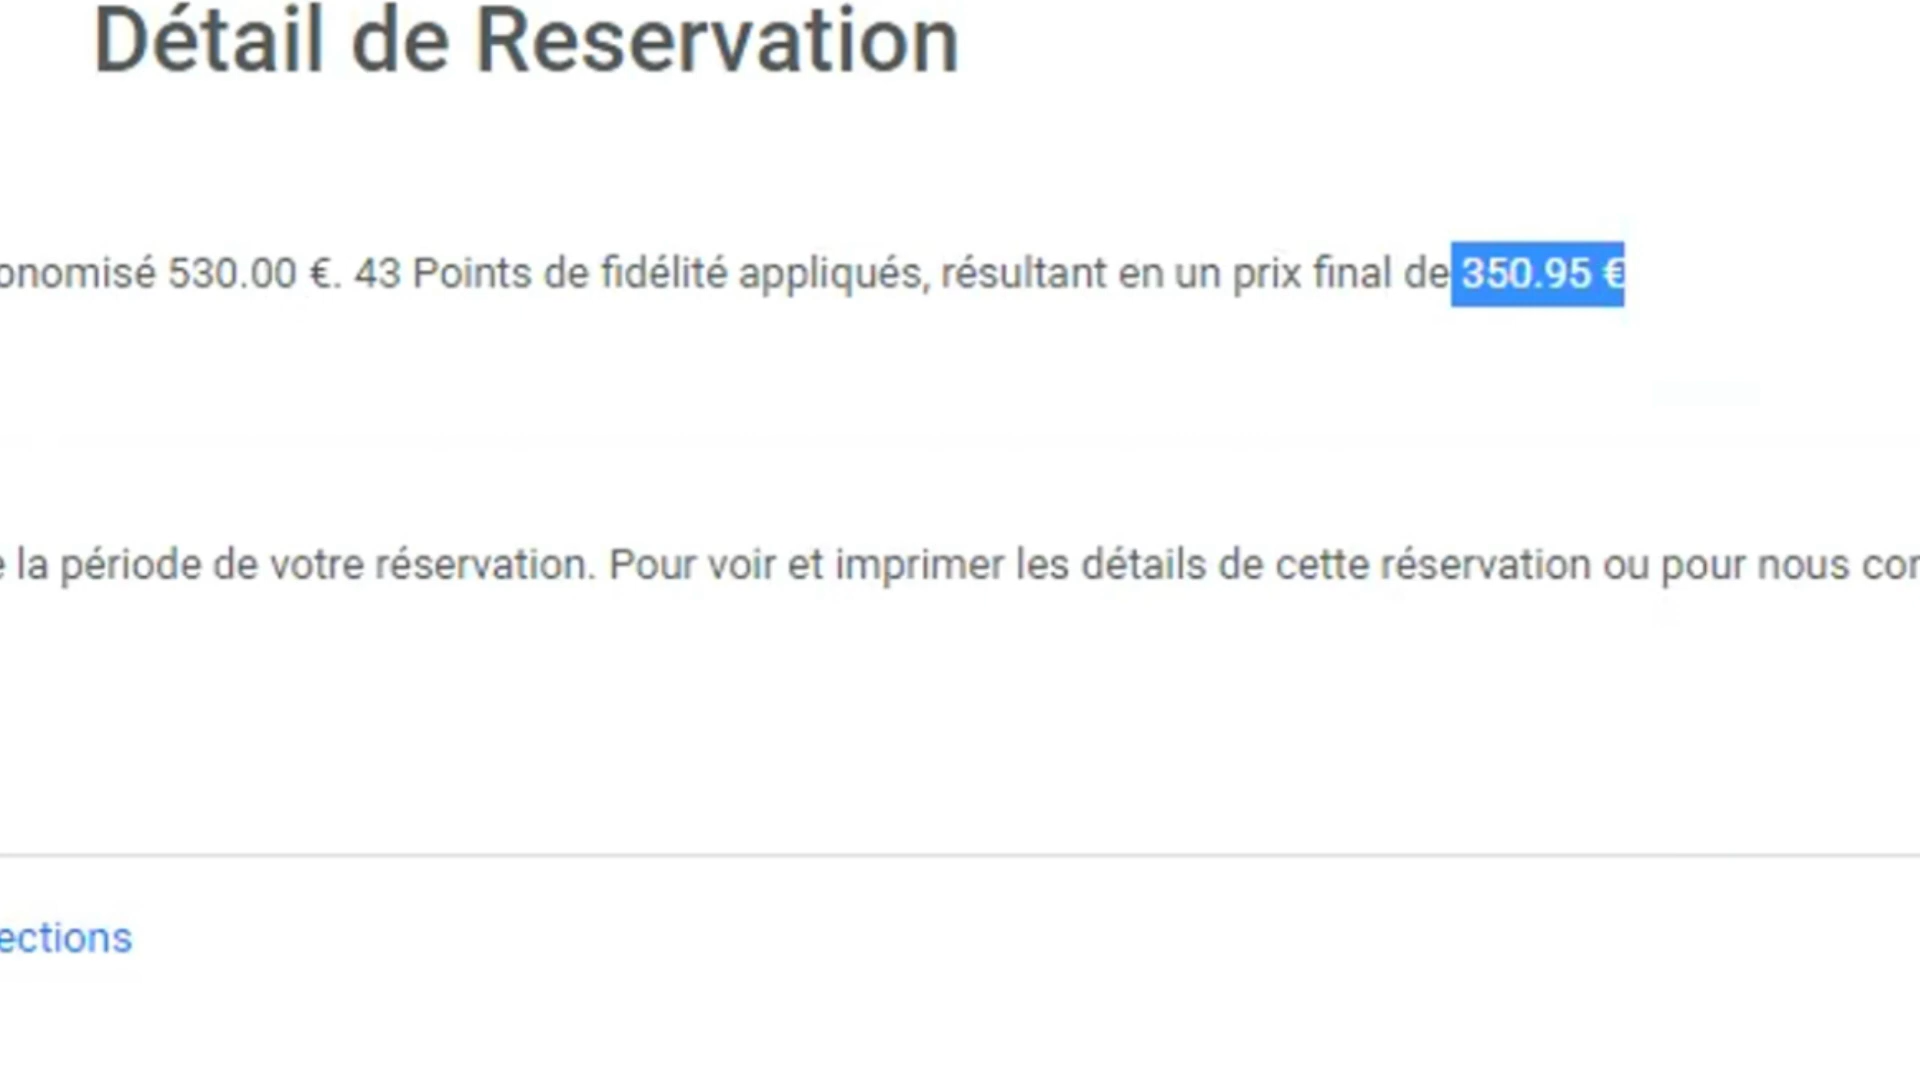 Détail de Reservation
onomisé 530.00 €. 43 Points de fidélité appliqués, résultant en un prix final de 350.95 €
e la période de votre réservation. Pour voir et imprimer les détails de cette réservation ou pour nous con
ections